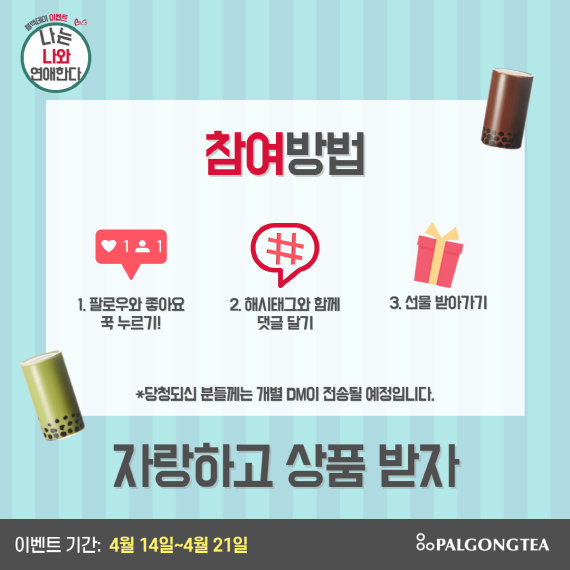 블랙데이 이벤트
나는
나와
연애한다
참여방법
1 1
1. 팔로우와 좋아요
꾹 누르기!
2. 해시태그와 함께
댓글 달기
3. 선물 받아가기
*당청되신 분들께는 개별 DM이 전송될 예정입니다.
자랑하고 상품 받자
이벤트 기간: 4월 14일~4월 21일
PALGONGTEA